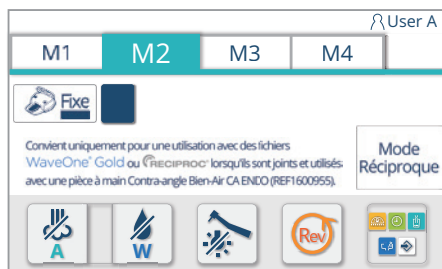 User A
M1 M2 M3 M4
Fixe
Convient uniquement pour une utilisation avec des fichiers
WaveOne® Gold ou RECIPROC® lorsqu'ils sont joints et utilisés
avec une pièce à main Contra-angle Bien-Air CA ENDO (REF1600955).
Mode
Réciproque
A W Rev